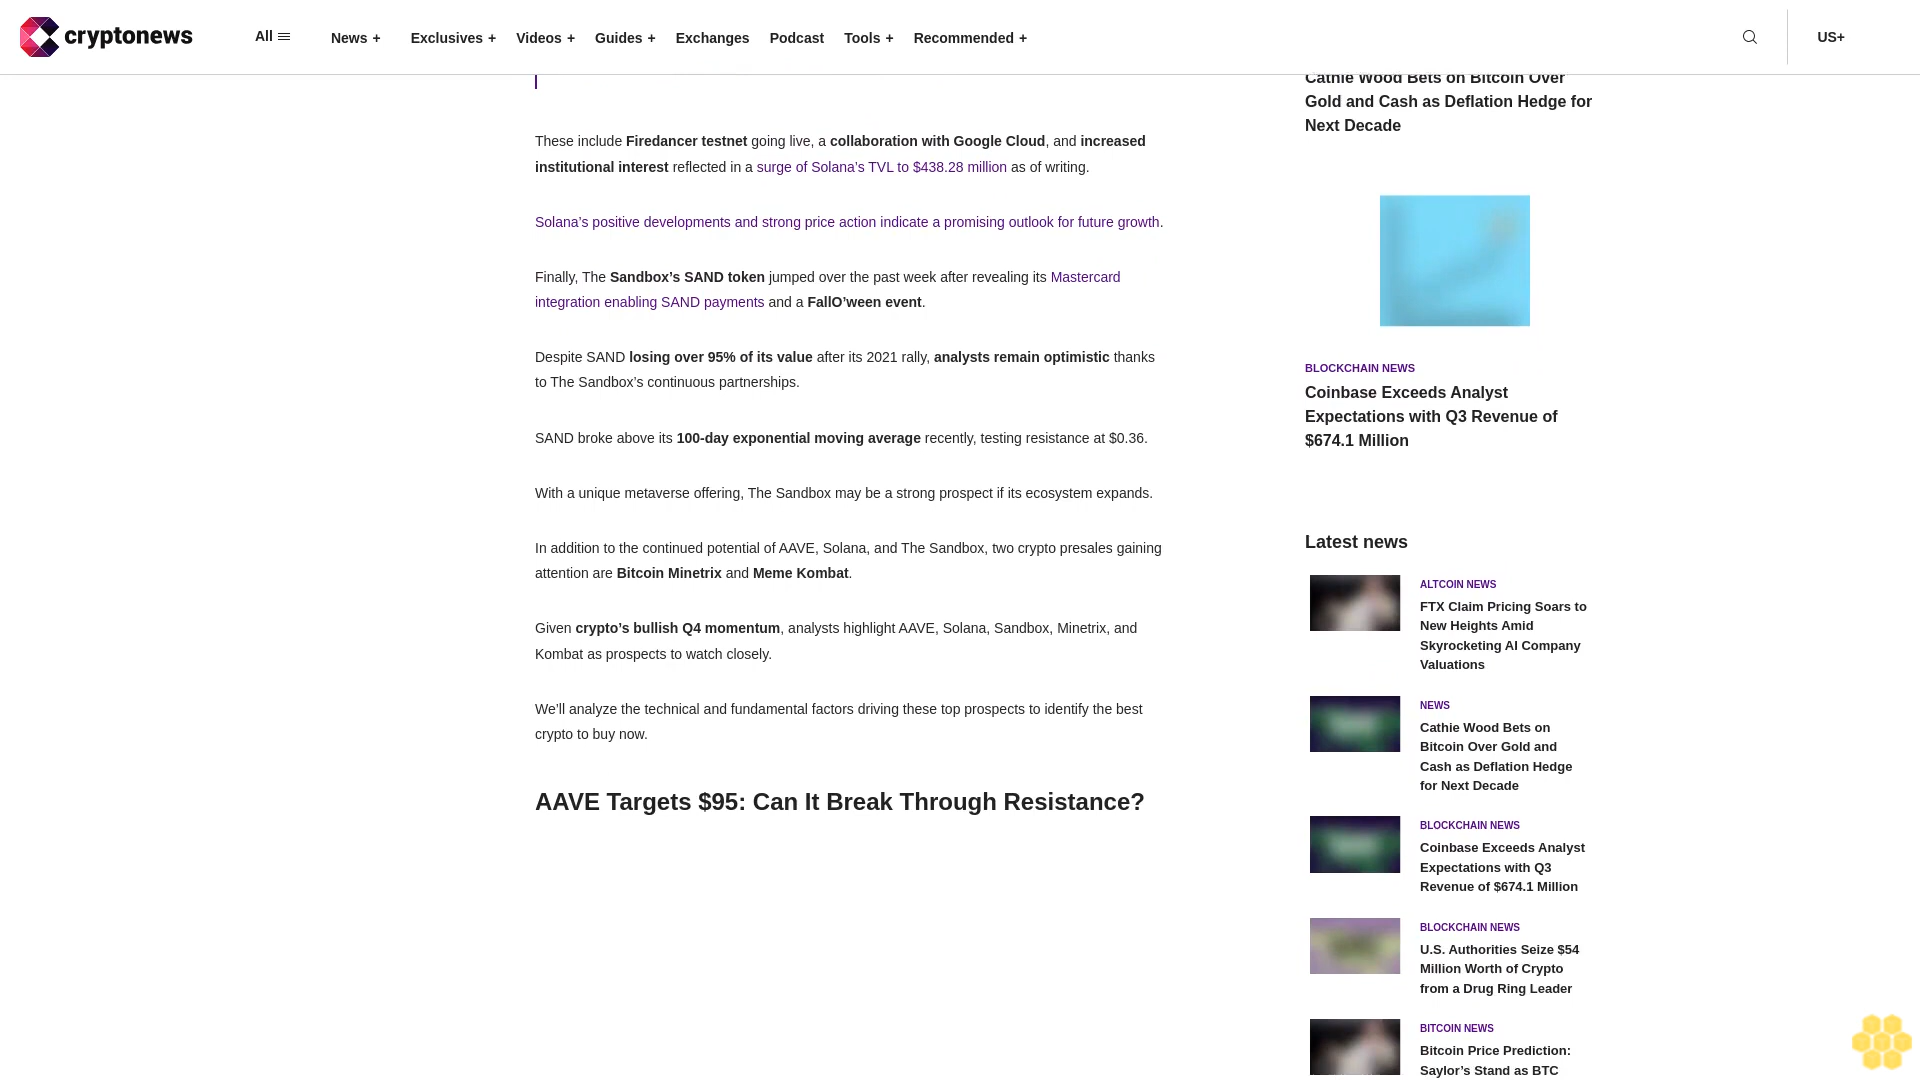 cryptonews
All
News +
Exclusives +
Videos +
Guides +
Exchanges
Podcast
Tools +
Recommended +
US+
These include Firedancer testnet going live, a collaboration with Google Cloud, and increased
institutional interest reflected in a surge of Solana’s TVL to $438.28 million as of writing.
Solana’s positive developments and strong price action indicate a promising outlook for future growth.
Finally, The Sandbox’s SAND token jumped over the past week after revealing its Mastercard
integration enabling SAND payments and a FallO’ween event.
Despite SAND losing over 95% of its value after its 2021 rally, analysts remain optimistic thanks
to The Sandbox’s continuous partnerships.
SAND broke above its 100-day exponential moving average recently, testing resistance at $0.36.
With a unique metaverse offering, The Sandbox may be a strong prospect if its ecosystem expands.
In addition to the continued potential of AAVE, Solana, and The Sandbox, two crypto presales gaining
attention are Bitcoin Minetrix and Meme Kombat.
Given crypto’s bullish Q4 momentum, analysts highlight AAVE, Solana, Sandbox, Minetrix, and
Kombat as prospects to watch closely.
We’ll analyze the technical and fundamental factors driving these top prospects to identify the best
crypto to buy now.
AAVE Targets $95: Can It Break Through Resistance?
Cathie Wood Bets on Bitcoin Over
Gold and Cash as Deflation Hedge for
Next Decade
BLOCKCHAIN NEWS
Coinbase Exceeds Analyst
Expectations with Q3 Revenue of
$674.1 Million
Latest news
ALTCOIN NEWS
FTX Claim Pricing Soars to
New Heights Amid
Skyrocketing AI Company
Valuations
NEWS
Cathie Wood Bets on
Bitcoin Over Gold and
Cash as Deflation Hedge
for Next Decade
BLOCKCHAIN NEWS
Coinbase Exceeds Analyst
Expectations with Q3
Revenue of $674.1 Million
BLOCKCHAIN NEWS
U.S. Authorities Seize $54
Million Worth of Crypto
from a Drug Ring Leader
BITCOIN NEWS
Bitcoin Price Prediction:
Saylor’s Stand as BTC